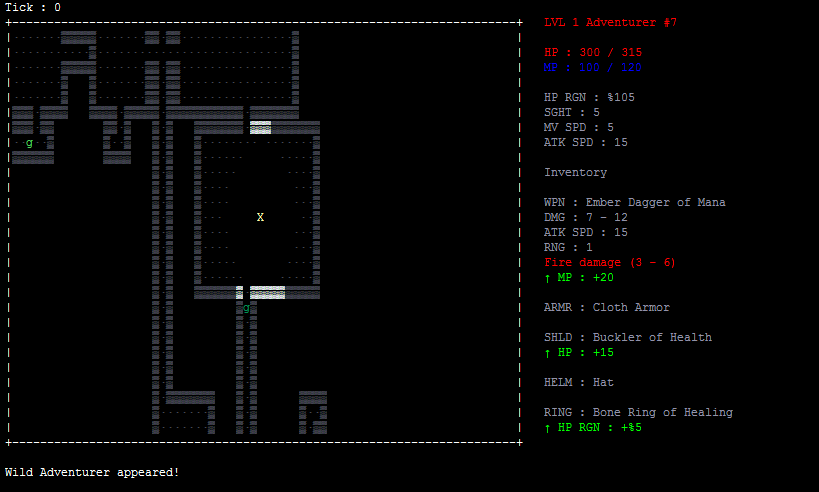 Tick : 0
LVL 1 Adventurer #7
HP : 300 / 315
MP : 100 / 120
HP RGN : %105
SGHT : 5
MV SPD : 5
ATK SPD : 15
Inventory
WPN : Ember Dagger of Mana
DMG : 7 - 12
ATK SPD : 15
RNG : 1
Fire damage (3 - 6)
↑ MP : +20
ARMR : Cloth Armor
SHLD : Buckler of Health
↑ HP : +15
HELM : Hat
RING : Bone Ring of Healing
↑ HP RGN : +%5
g
X
g
Wild Adventurer appeared!